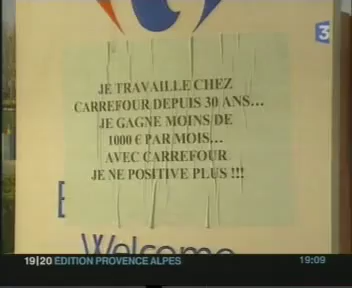 3
JE TRAVAILLE CHEZ
CARREFOUR DEPUIS 30 ANS...
JE GAGNE MOINS DE
1000 € PAR MOIS...
AVEC CARREFOUR
JE NE POSITIVE PLUS !!!
Welcome
19|20 ÉDITION PROVENCE ALPES
19:09